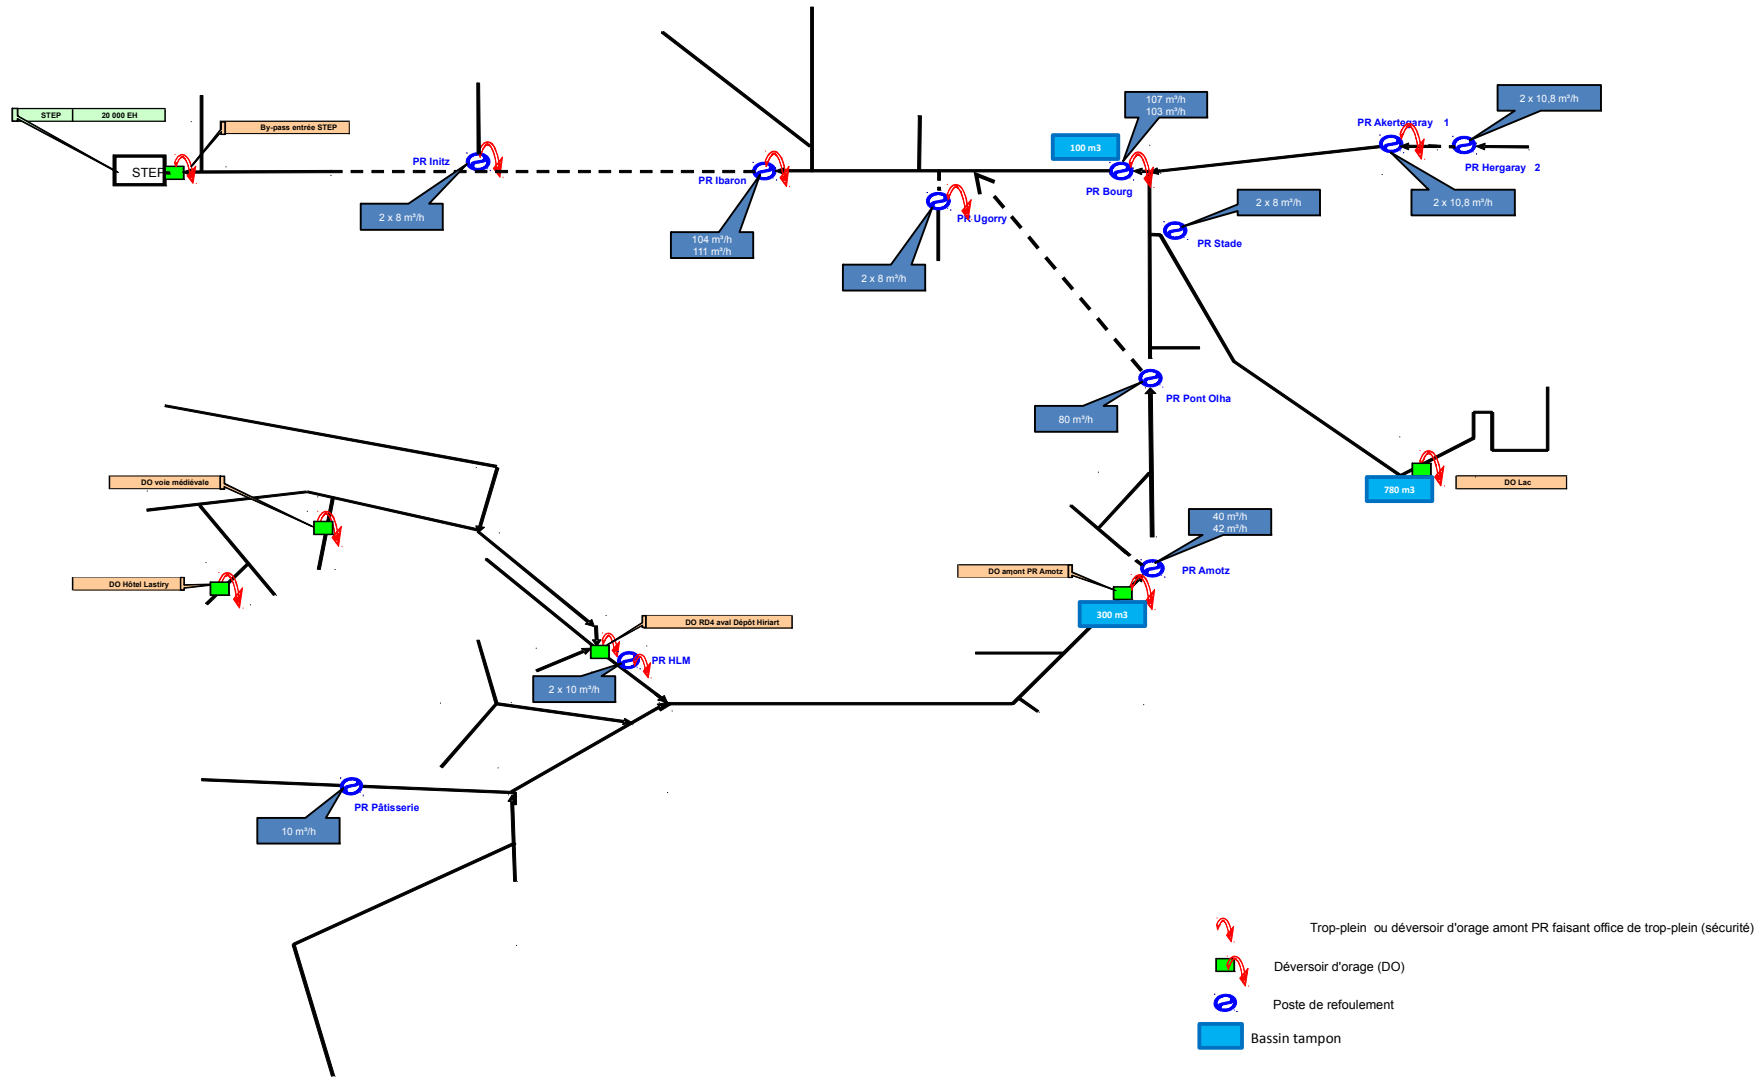 107 m³/h
103 m³/h
2 x 10,8 m³/h
STEP 20 000 EH
By-pass entrée STEP
PR Akertegaray 1
100 m3
PR Initz
STEP
PR Ibaron
PR Bourg
PR Hergaray 2
2 x 8 m³/h
2 x 8 m³/h
2 x 10,8 m³/h
PR Ugorry
104 m³/h
111 m³/h
PR Stade
2 x 8 m³/h
PR Pont Olha
80 m³/h
DO voie médiévale
780 m3
DO Lac
40 m³/h
42 m³/h
DO Hôtel Lastiry
DO amont PR Amotz
PR Amotz
300 m3
DO RD4 aval Dépôt Hiriart
PR HLM
2 x 10 m³/h
PR Pâtisserie
10 m³/h
Trop-plein ou déversoir d'orage amont PR faisant office de trop-plein (sécurité)
Déversoir d'orage (DO)
Poste de refoulement
Bassin tampon